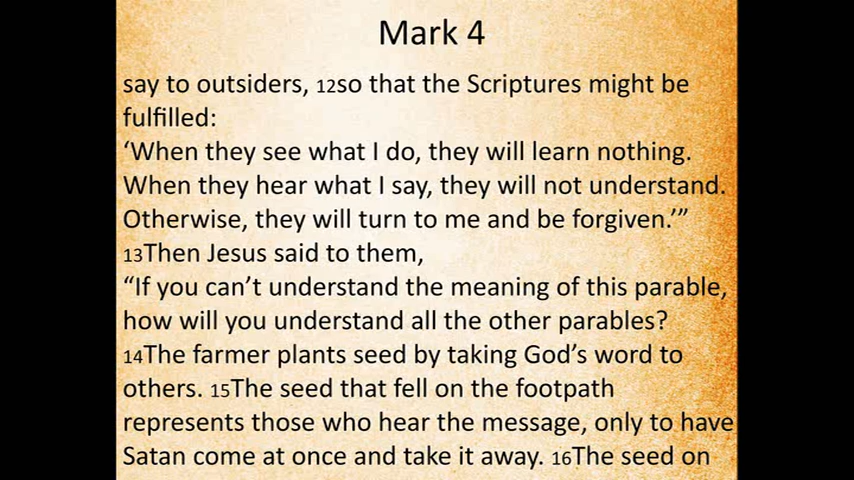 Mark 4
say to outsiders, 12so that the Scriptures might be
fulfilled:
‘When they see what I do, they will learn nothing.
When they hear what I say, they will not understand.
Otherwise, they will turn to me and be forgiven.’”
13Then Jesus said to them,
“If you can’t understand the meaning of this parable,
how will you understand all the other parables?
14The farmer plants seed by taking God’s word to
others. 15The seed that fell on the footpath
represents those who hear the message, only to have
Satan come at once and take it away. 16The seed on